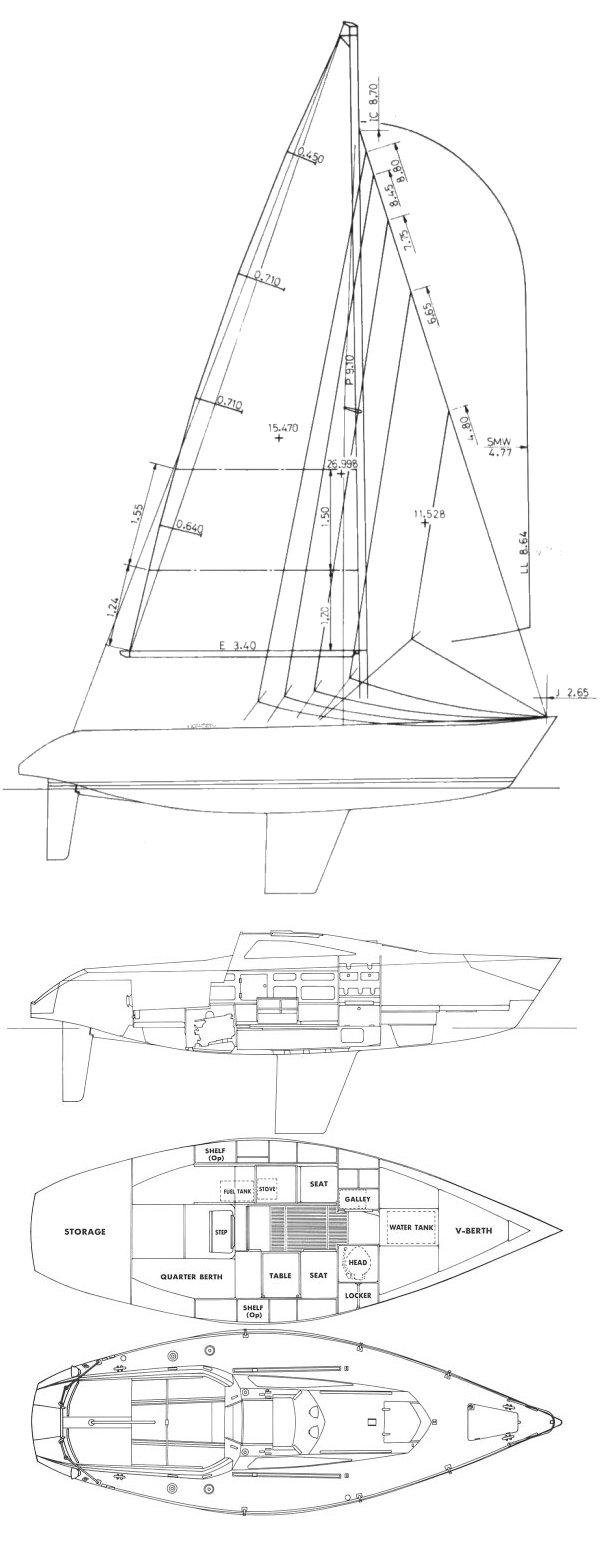 IC 8.70
I
0.450
8.80
8.45
7.75
0.710
6.65
P 9.10
0.710
4.80
15.470
SMW
4.77
26.998
1.55
1.50
11.528
0.640
LL 8.64
1.24
1.20
E 3.40
J 2.65
SHELF
(Op)
FUEL TANK
STOVE
SEAT
GALLEY
STORAGE
STEP
WATER TANK
V-BERTH
HEAD
QUARTER BERTH
TABLE
SEAT
LOCKER
SHELF
(Op)